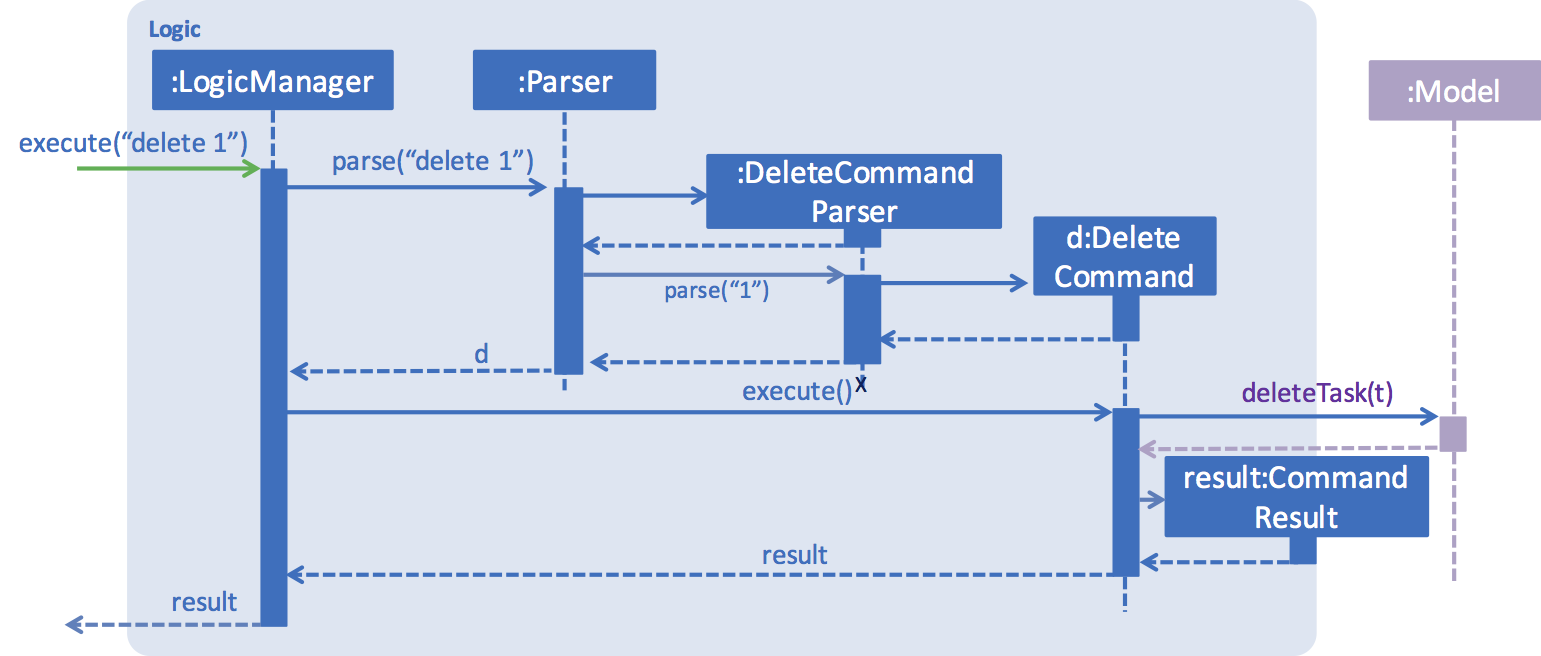 Logic
:LogicManager
:Parser
:Model
execute(“delete 1”)
parse(“delete 1”)
:DeleteCommand
Parser
d:Delete
Command
parse(“1”)
d
execute()
X
deleteTask(t)
result:Command
Result
result
result